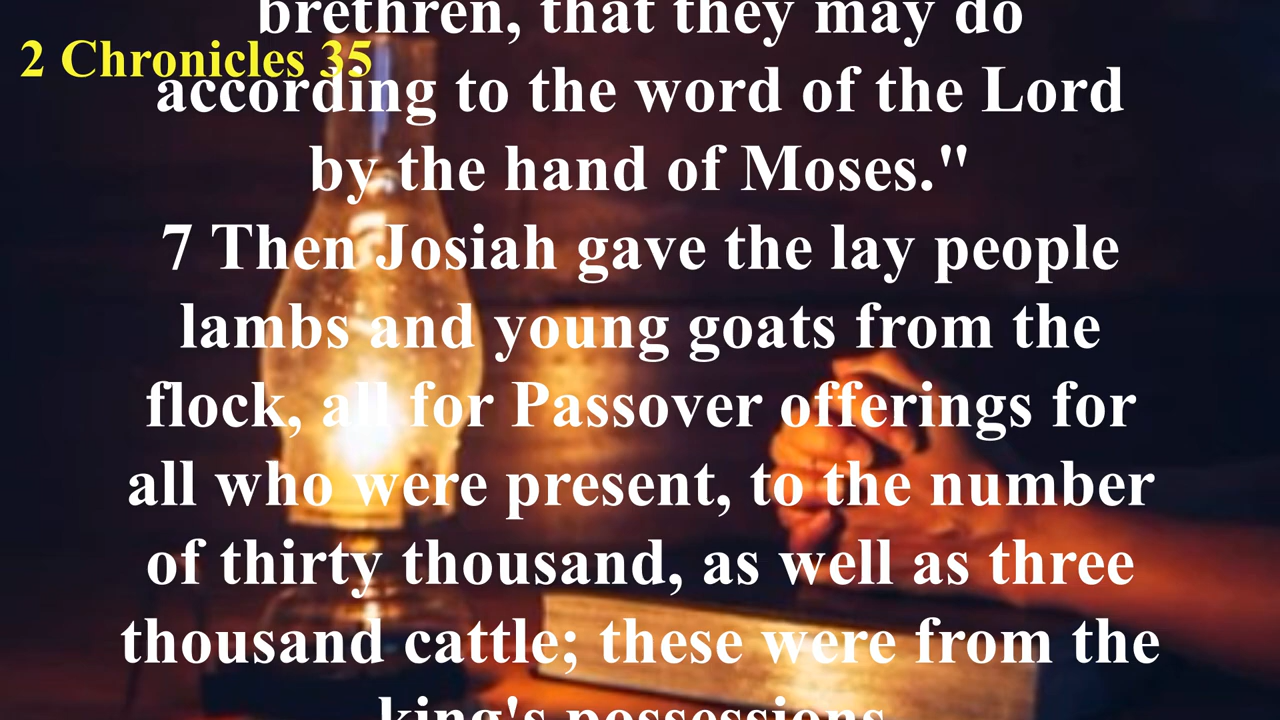 brethren, that they may do
2 Chronicles 35
according to the word of the Lord
by the hand of Moses."
7 Then Josiah gave the lay people
lambs and young goats from the
flock, all for Passover offerings for
all who were present, to the number
of thirty thousand, as well as three
thousand cattle; these were from the
king's possessions.